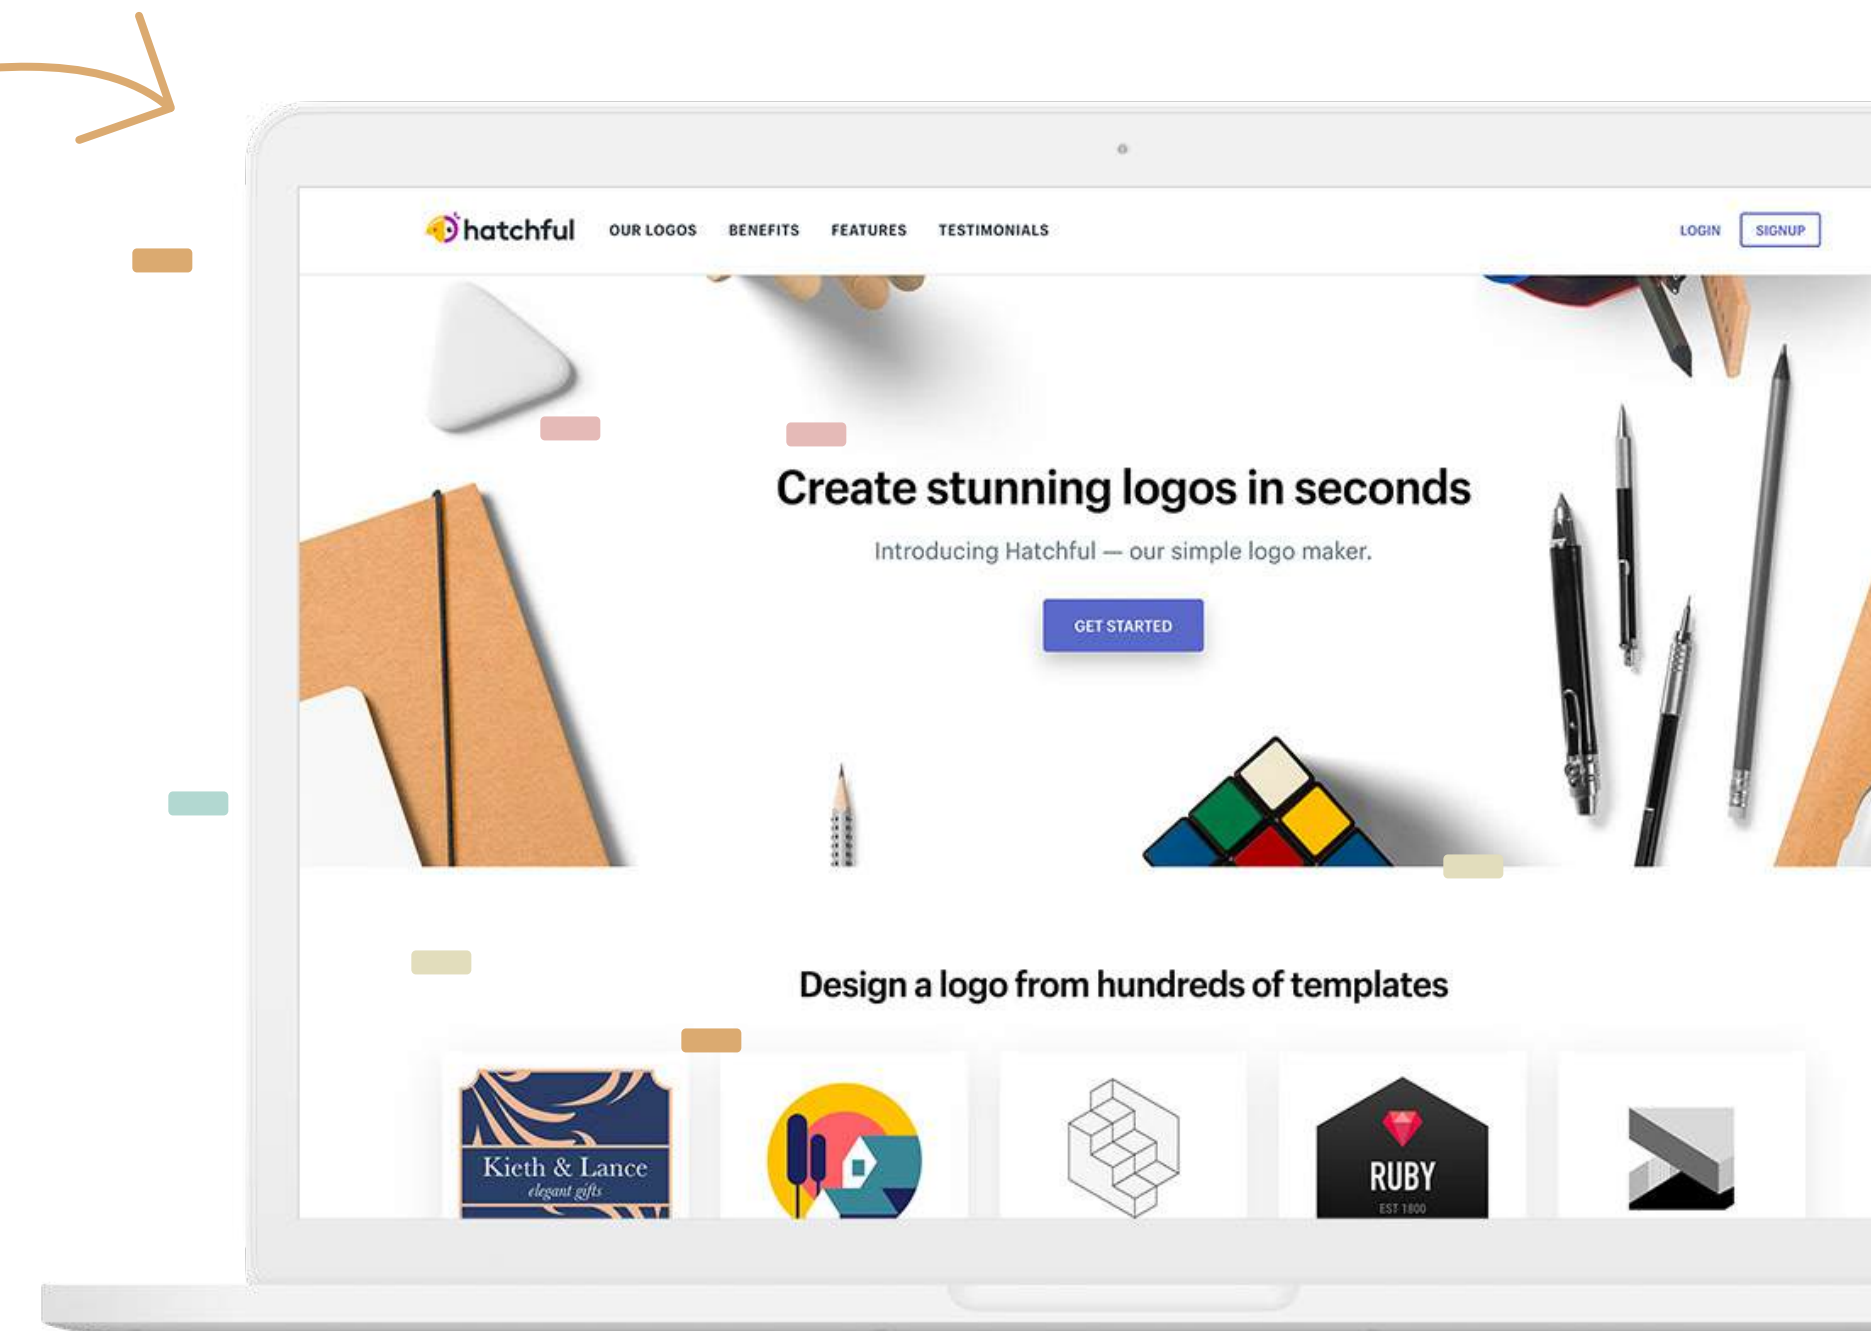 hatchful OUR LOGOS BENEFITS FEATURES TESTIMONIALS LOGIN SIGNUP
Create stunning logos in seconds
Introducing Hatchful — our simple logo maker.
GET STARTED
Design a logo from hundreds of templates
Kieth & Lance
elegant gifts
RUBY
EST 1800